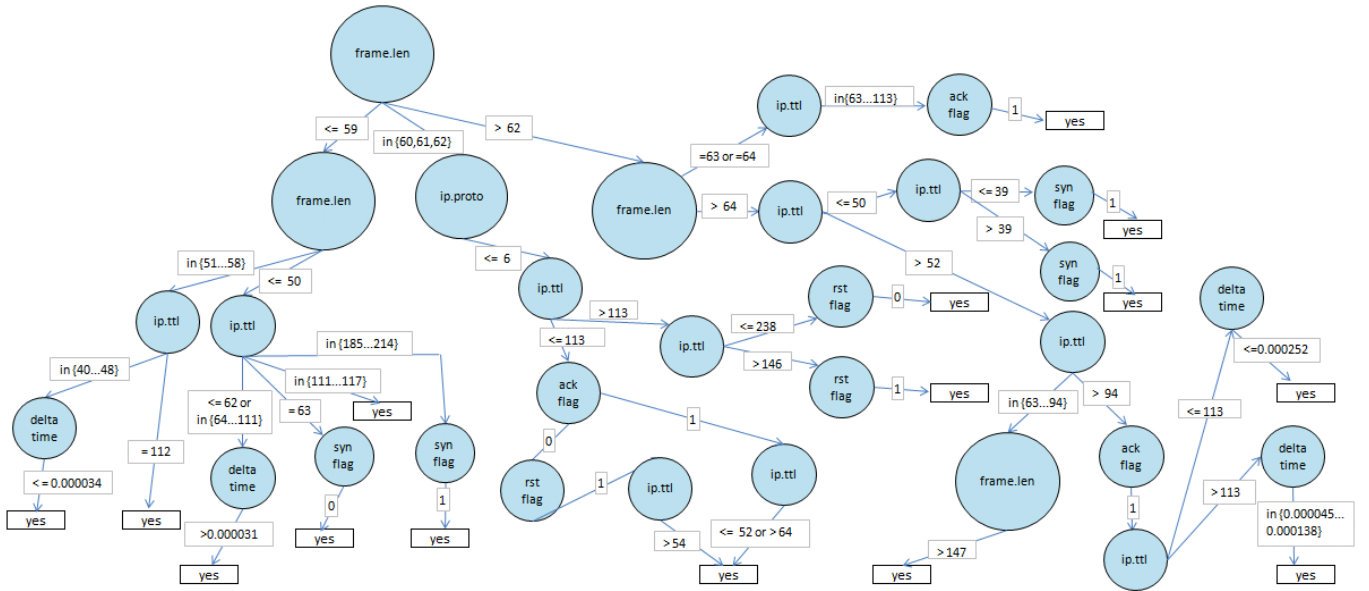 frame.len
<= 59
in {60,61,62}
> 62
frame.len
ip.proto
frame.len
=63 or =64
ip.ttl
in{63...113}
ack
flag
1
yes
> 64
ip.ttl
<= 50
ip.ttl
<= 39
syn
flag
1
yes
> 39
syn
flag
1
yes
> 52
ip.ttl
in {63...94}
frame.len
> 147
yes
> 94
ack
flag
1
ip.ttl
<= 113
delta
time
<=0.000252
yes
> 113
delta
time
in {0.000045...
0.000138}
yes
<= 6
ip.ttl
> 113
ip.ttl
<= 238
rst
flag
0
yes
> 146
rst
flag
1
yes
<= 113
ack
flag
0
rst
flag
1
ip.ttl
> 54
1
ip.ttl
<= 52 or > 64
yes
in {51...58}
ip.ttl
in {40...48}
delta
time
< = 0.000034
yes
= 112
yes
<= 50
ip.ttl
<= 62 or
in {64...111}
delta
time
>0.000031
yes
= 63
syn
flag
0
yes
in {111...117}
yes
in {185...214}
syn
flag
1
yes